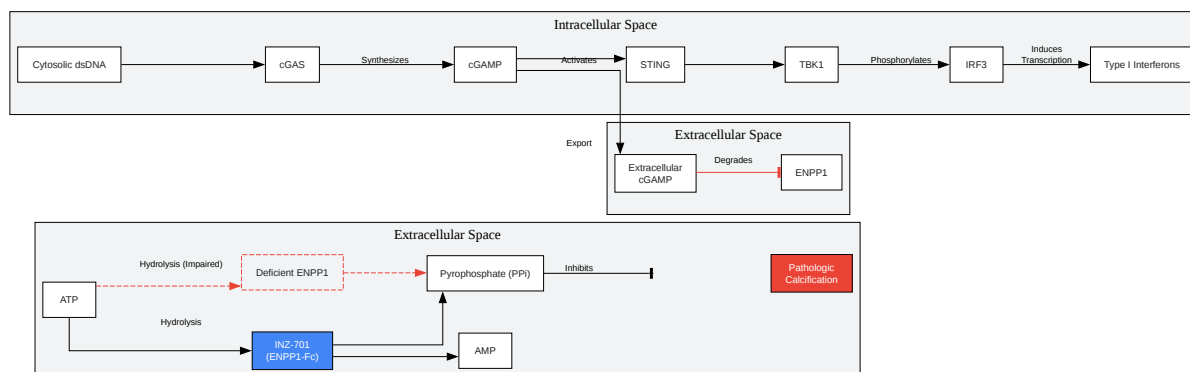 Intracellular Space
Cytosolic dsDNA
cGAS
Synthesizes
cGAMP
Activates
STING
TBK1
Phosphorylates
IRF3
Induces
Transcription
Type I Interferons
Export
Extracellular Space
Extracellular
cGAMP
Degrades
ENPP1
Extracellular Space
Hydrolysis (Impaired)
Deficient ENPP1
Pyrophosphate (PPi)
Inhibits
Pathologic
Calcification
ATP
Hydrolysis
INZ-701
(ENPP1-Fc)
AMP